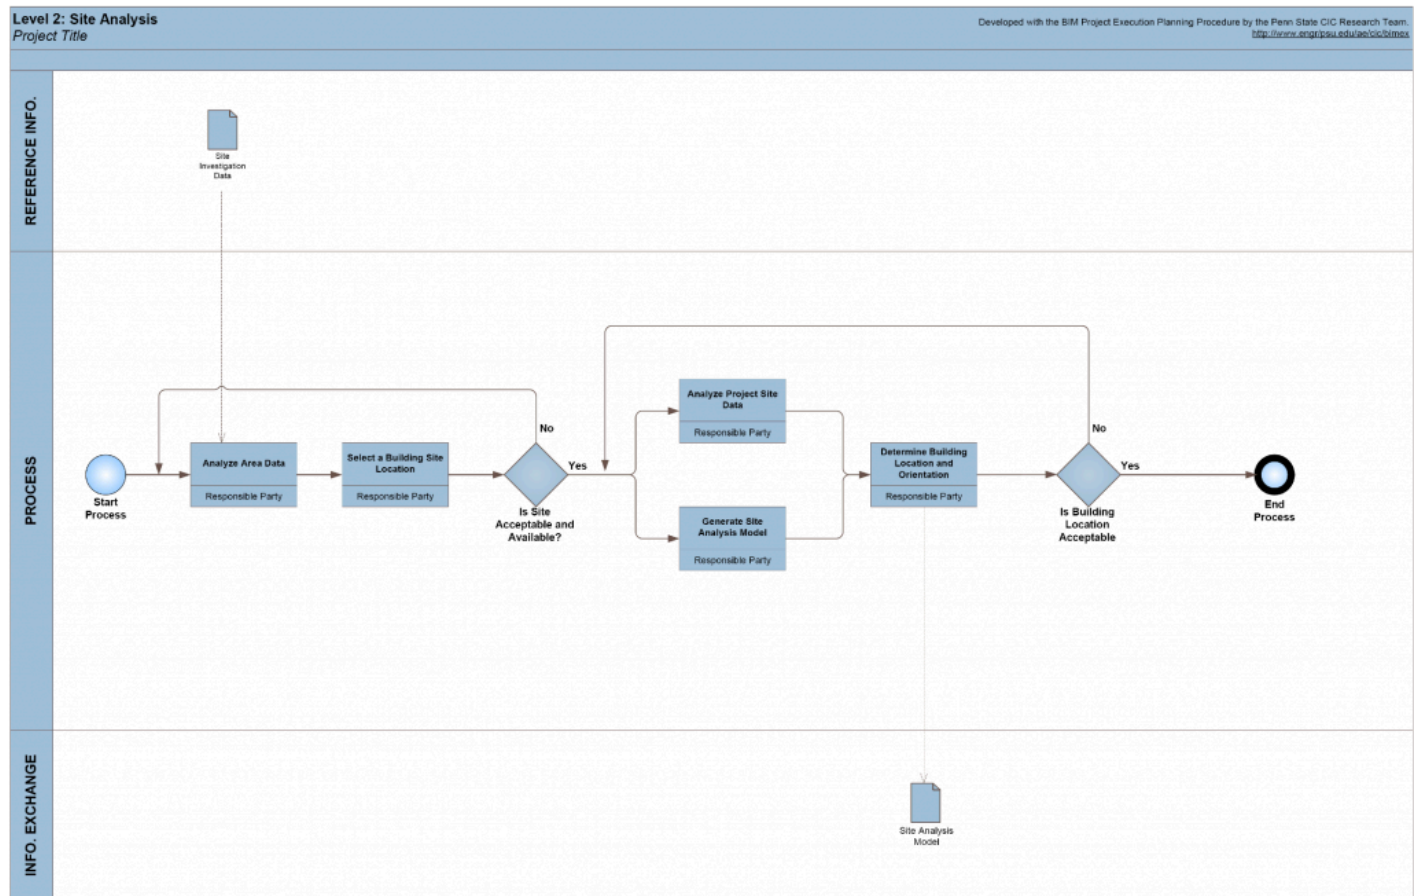 Level 2: Site Analysis
Project Title
Developed with the BIM Project Execution Planning Procedure by the Penn State CIC Research Team.
http://www.engr/psu.edu/ae/cic/bimex
REFERENCE INFO.
Site
Investigation
Data
PROCESS
Start
Process
Analyze Area Data
Responsible Party
Select a Building Site
Location
Responsible Party
No
Yes
Is Site
Acceptable and
Available?
Analyze Project Site
Data
Responsible Party
Generate Site
Analysis Model
Responsible Party
Determine Building
Location and
Orientation
Responsible Party
No
Yes
Is Building
Location
Acceptable
End
Process
INFO. EXCHANGE
Site Analysis
Model